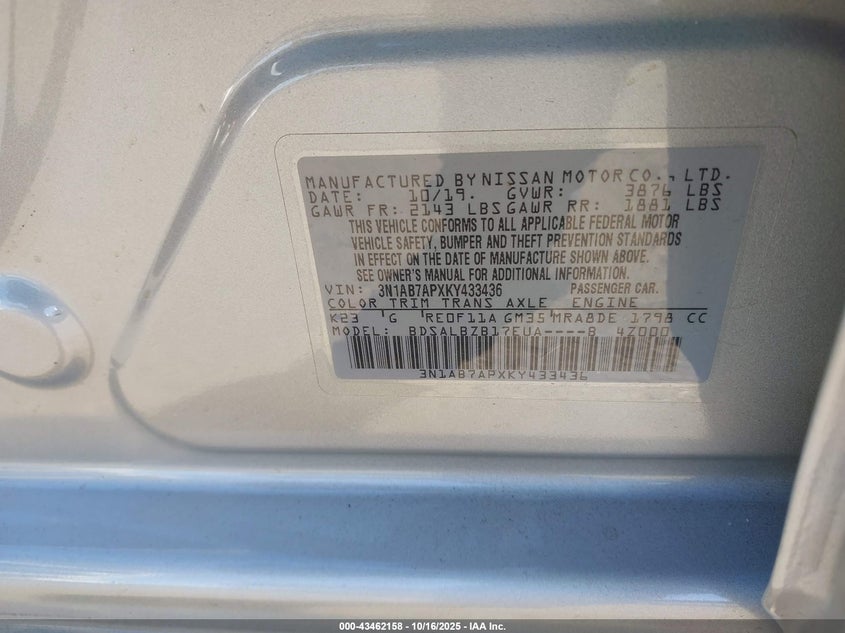 MANUFACTURED BY NISSAN MOTOR CO., LTD.
DATE: 10/19. GVWR: 3876 LBS
GAWR FR: 2143 LBS GAWR RR: 1881 LBS
THIS VEHICLE CONFORMS TO ALL APPLICABLE FEDERAL MOTOR
VEHICLE SAFETY, BUMPER AND THEFT PREVENTION STANDARDS
IN EFFECT ON THE DATE OF MANUFACTURE SHOWN ABOVE.
SEE OWNER'S MANUAL FOR ADDITIONAL INFORMATION.
VIN: 3N1AB7APXKY433436 PASSENGER CAR.
COLOR TRIM TRANS AXLE ENGINE
K23 G RE0F11A GM35 MRA8DE 1798 CC
MODEL: BDSALBZB17EUA----B 4Z000
3N1AB7APXKY433436
000-43462158 - 10/16/2025 - IAA Inc.